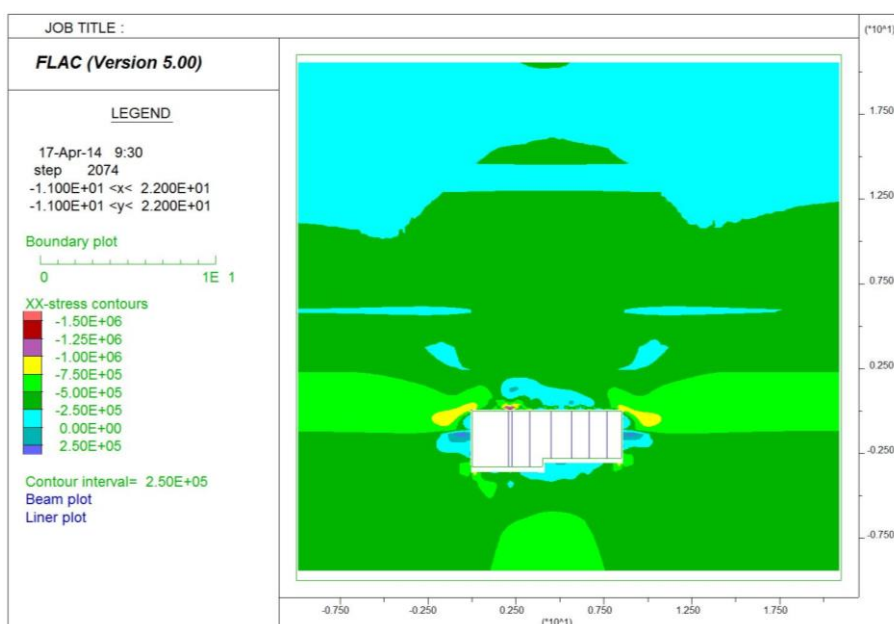 JOB TITLE :
(*10^1)
FLAC (Version 5.00)
LEGEND
17-Apr-14 9:30
step 2074
-1.100E+01 <x< 2.200E+01
-1.100E+01 <y< 2.200E+01
Boundary plot
0 1E 1
XX-stress contours
-1.50E+06
-1.25E+06
-1.00E+06
-7.50E+05
-5.00E+05
-2.50E+05
0.00E+00
2.50E+05
Contour interval= 2.50E+05
Beam plot
Liner plot
1.750
1.250
0.750
0.250
-0.250
-0.750
-0.750 -0.250 0.250 0.750 1.250 1.750
(*10^1)